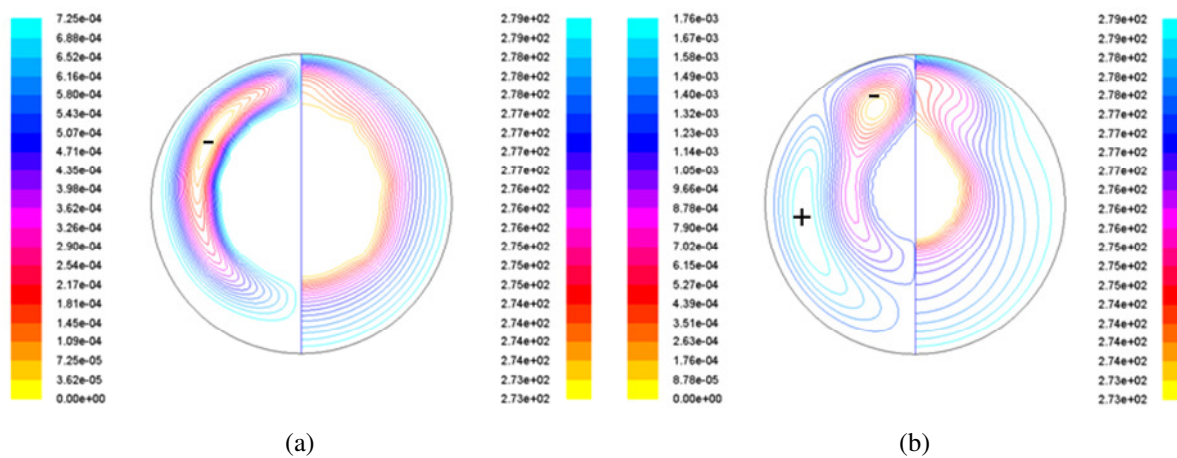 7.25e-04
6.88e-04
6.52e-04
6.16e-04
5.80e-04
5.43e-04
5.07e-04
4.71e-04
4.35e-04
3.99e-04
3.62e-04
3.26e-04
2.90e-04
2.54e-04
2.17e-04
1.81e-04
1.45e-04
1.09e-04
7.25e-05
3.62e-05
0.00e+00
-
2.79e+02
2.79e+02
2.78e+02
2.78e+02
2.78e+02
2.77e+02
2.77e+02
2.77e+02
2.77e+02
2.76e+02
2.76e+02
2.76e+02
2.75e+02
2.75e+02
2.75e+02
2.74e+02
2.74e+02
2.74e+02
2.74e+02
2.73e+02
2.73e+02
(a)
1.76e-03
1.67e-03
1.58e-03
1.49e-03
1.40e-03
1.32e-03
1.23e-03
1.14e-03
1.05e-03
9.66e-04
8.78e-04
7.90e-04
7.02e-04
6.15e-04
5.27e-04
4.39e-04
3.51e-04
2.63e-04
1.76e-04
8.78e-05
0.00e+00
-
+
2.79e+02
2.79e+02
2.78e+02
2.78e+02
2.78e+02
2.77e+02
2.77e+02
2.77e+02
2.77e+02
2.76e+02
2.76e+02
2.76e+02
2.75e+02
2.75e+02
2.75e+02
2.74e+02
2.74e+02
2.74e+02
2.74e+02
2.73e+02
2.73e+02
(b)